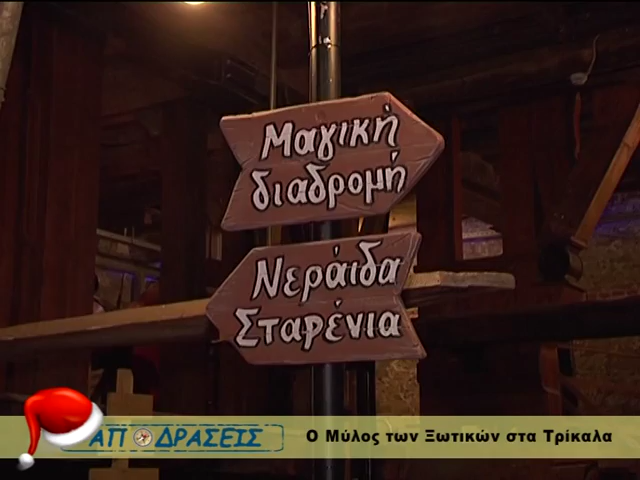 Μαγική
διαδρομή
Νεράιδα
Σταρένια
ΑΠΟΔΡΑΣΕΙΣ
Ο Μύλος των Ξωτικών στα Τρίκαλα